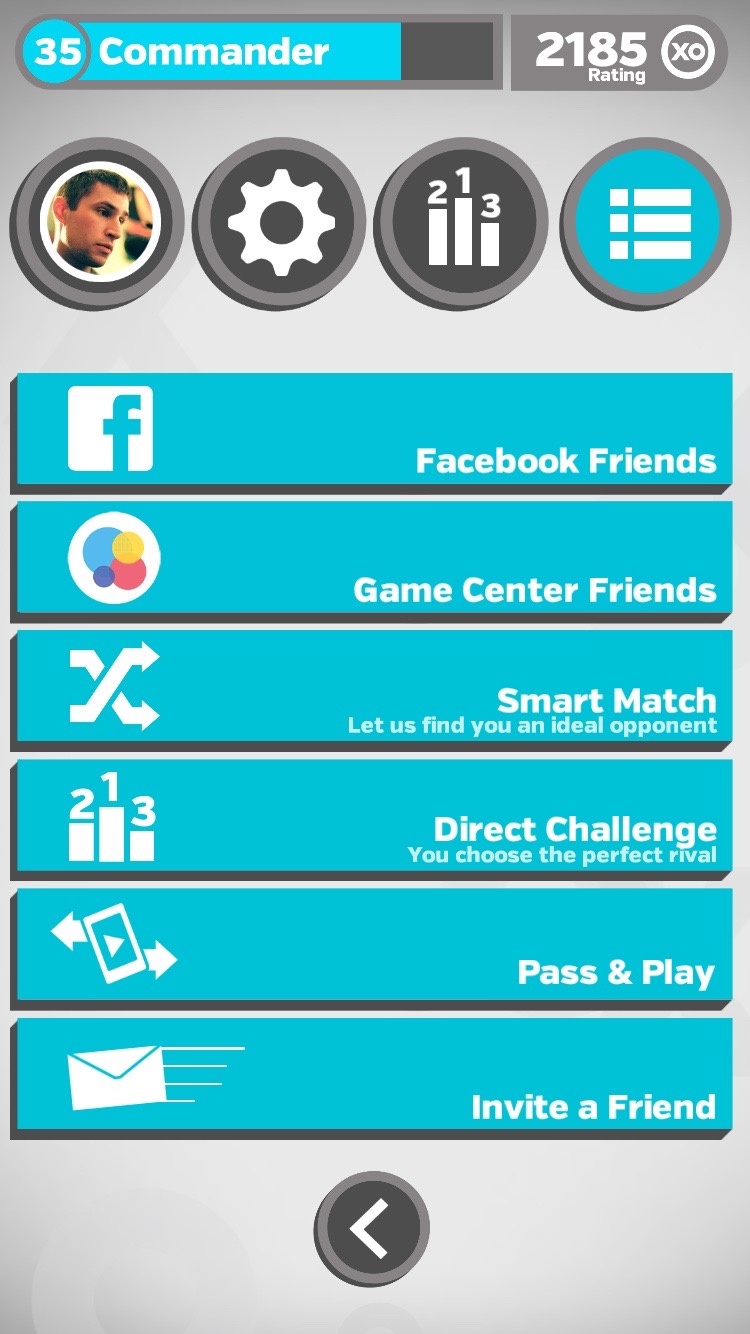 35 Commander
2185
Rating
XO
2 1 3
Facebook Friends
Game Center Friends
Smart Match
Let us find you an ideal opponent
2 1 3
Direct Challenge
You choose the perfect rival
Pass & Play
Invite a Friend